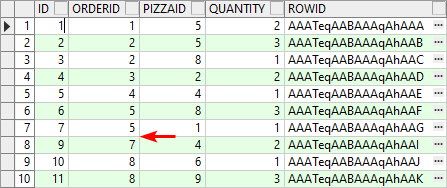 ID ORDERID PIZZAID QUANTITY ROWID
1 1 1 5 2 AAATeqAABAAAqAhAAA ...
2 2 2 5 3 AAATeqAABAAAqAhAAB ...
3 3 2 8 1 AAATeqAABAAAqAhAAC ...
4 4 3 2 2 AAATeqAABAAAqAhAAD ...
5 5 4 4 1 AAATeqAABAAAqAhAAE ...
6 6 5 8 3 AAATeqAABAAAqAhAAF ...
7 7 5 1 1 AAATeqAABAAAqAhAAG ...
8 9 7 4 2 AAATeqAABAAAqAhAAI ...
9 10 8 6 1 AAATeqAABAAAqAhAAJ ...
10 11 8 9 3 AAATeqAABAAAqAhAAK ...